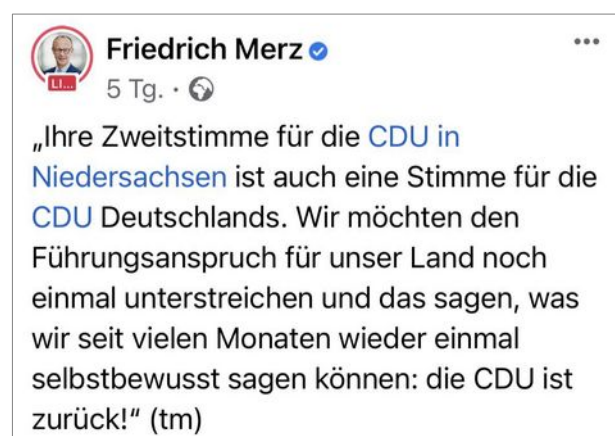 Friedrich Merz
LI...
5 Tg. ·
„Ihre Zweitstimme für die CDU in
Niedersachsen ist auch eine Stimme für die
CDU Deutschlands. Wir möchten den
Führungsanspruch für unser Land noch
einmal unterstreichen und das sagen, was
wir seit vielen Monaten wieder einmal
selbstbewusst sagen können: die CDU ist
zurück!“ (tm)